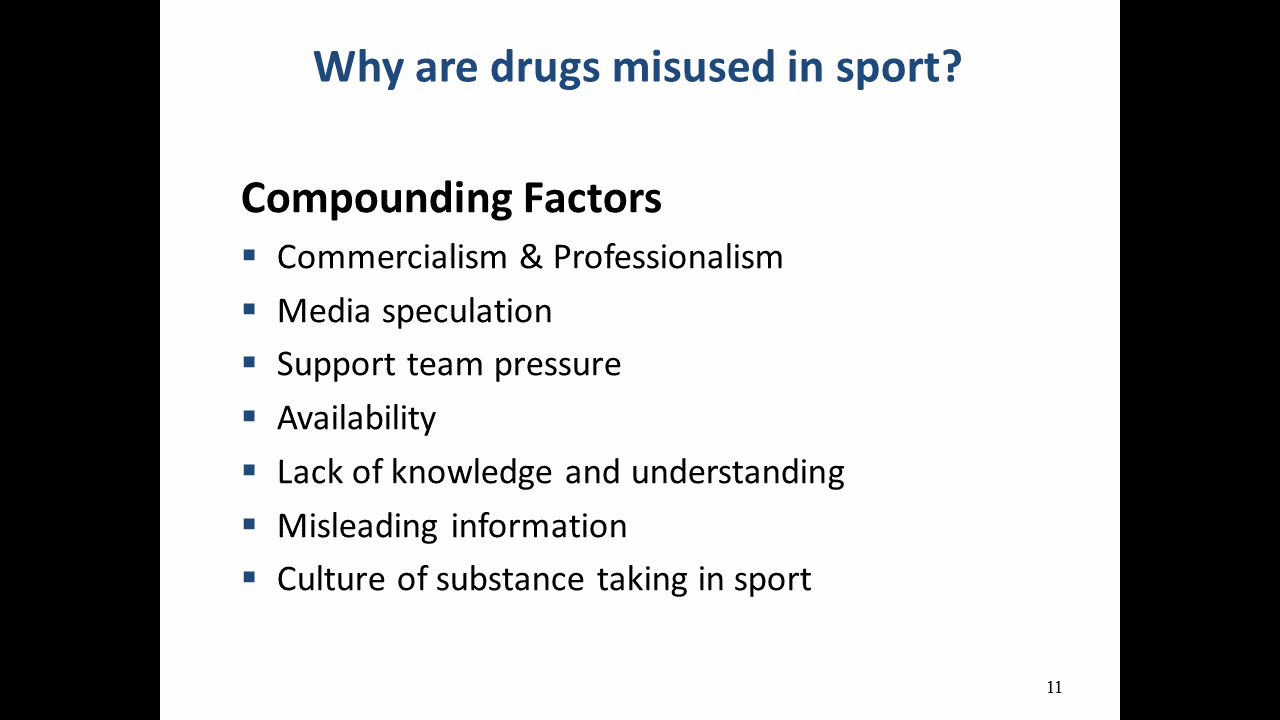 Why are drugs misused in sport?
Compounding Factors
▪ Commercialism & Professionalism
▪ Media speculation
▪ Support team pressure
▪ Availability
▪ Lack of knowledge and understanding
▪ Misleading information
▪ Culture of substance taking in sport
11